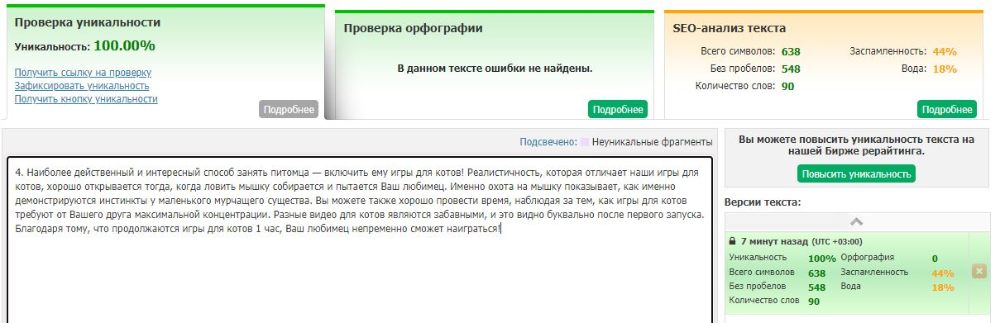 Проверка уникальности
Уникальность: 100.00%
Получить ссылку на проверку
Зафиксировать уникальность
Получить кнопку уникальности
Подробнее
Проверка орфографии
В данном тексте ошибки не найдены.
Подробнее
SEO-анализ текста
Всего символов: 638 Заспамленность: 44%
Без пробелов: 548 Вода: 18%
Количество слов: 90
Подробнее
Подсвечено: Неуникальные фрагменты
4. Наиболее действенный и интересный способ занять питомца — включить ему игры для котов! Реалистичность, которая отличает наши игры для
котов, хорошо открывается тогда, когда ловить мышку собирается и пытается Ваш любимец. Именно охота на мышку показывает, как именно
демонстрируются инстинкты у маленького мурчащего существа. Вы можете также хорошо провести время, наблюдая за тем, как игры для котов
требуют от Вашего друга максимальной концентрации. Разные видео для котов являются забавными, и это видно буквально после первого запуска.
Благодаря тому, что продолжаются игры для котов 1 час, Ваш любимец непременно сможет наиграться!
Вы можете повысить уникальность текста на
нашей Бирже рерайтинга.
Повысить уникальность
Версии текста:
7 минут назад (UTC +03:00)
Уникальность 100% Орфография 0
Всего символов 638 Заспамленность 44%
Без пробелов 548 Вода 18%
Количество слов 90